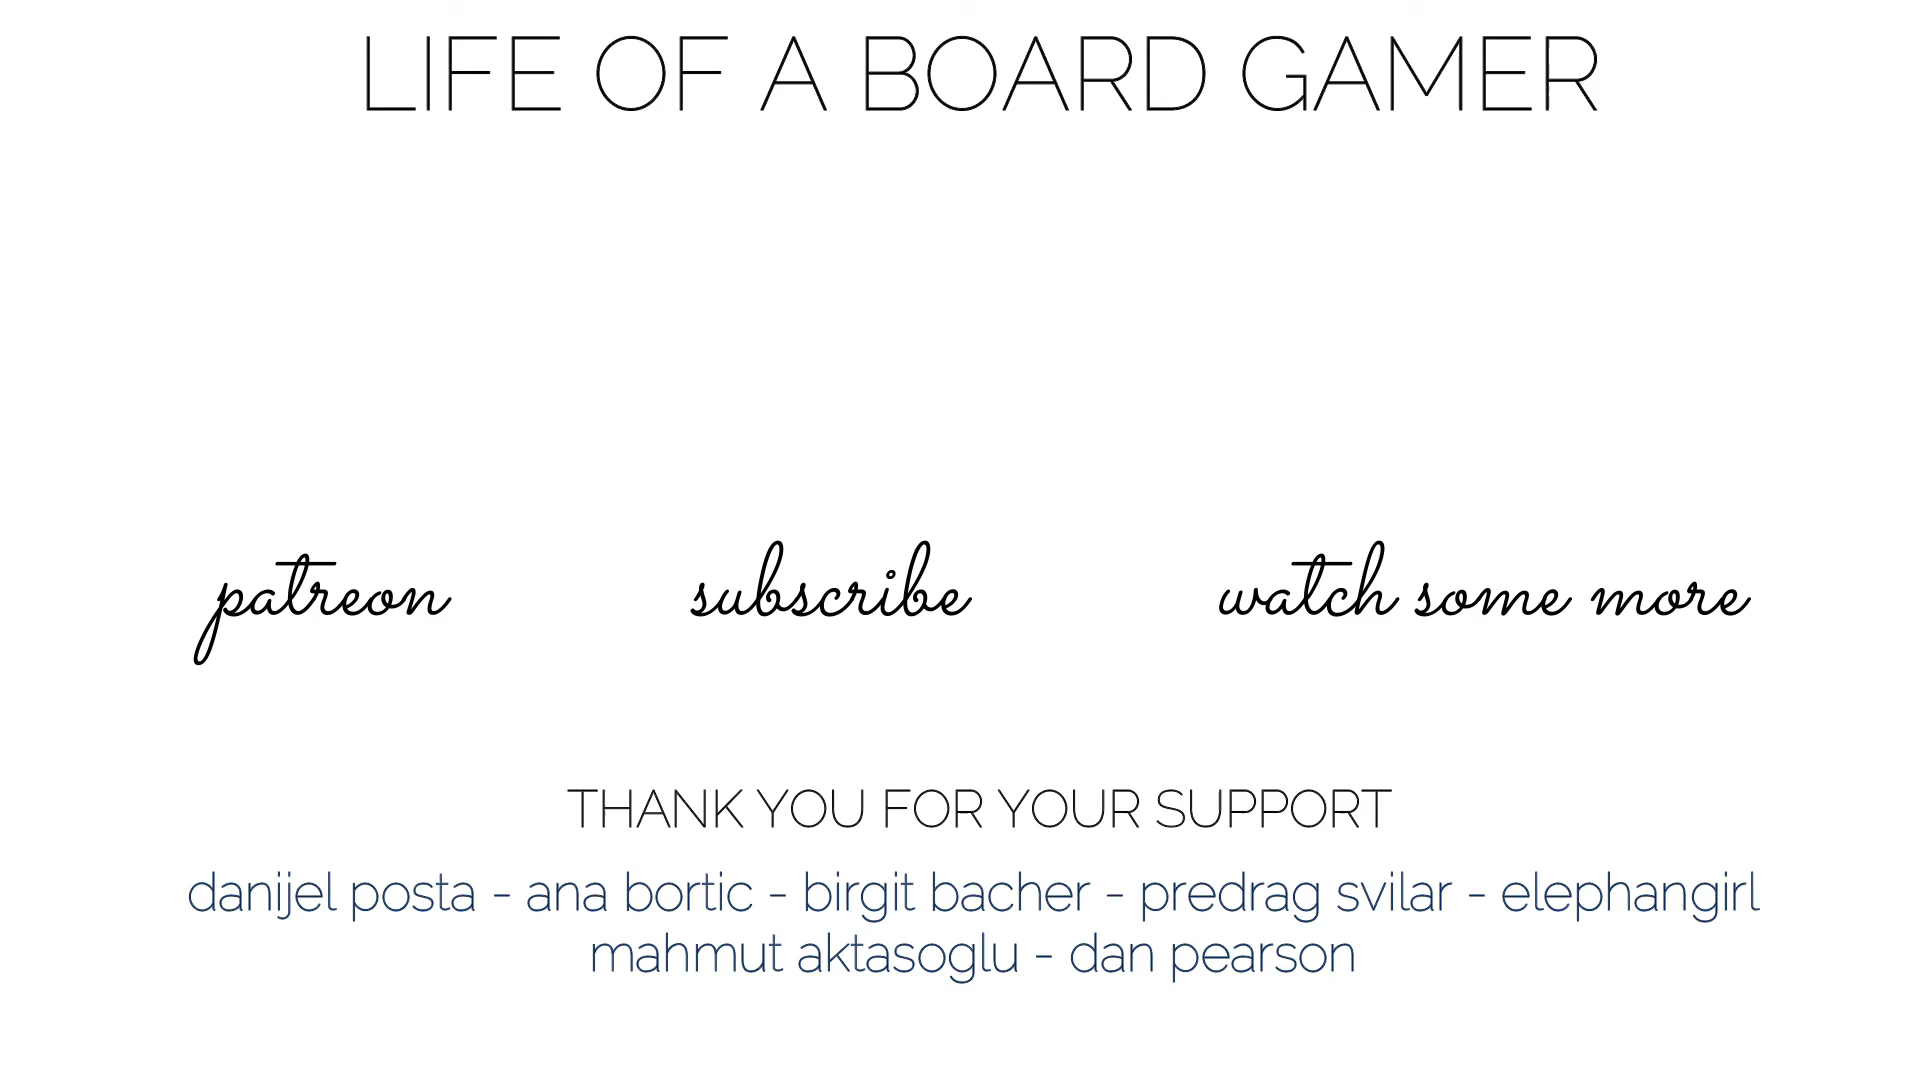 LIFE OF A BOARD GAMER
patreon subscribe watch some more
THANK YOU FOR YOUR SUPPORT
danijel posta - ana bortic - birgit bacher - predrag svilar - elephangirl
mahmut aktasoglu - dan pearson